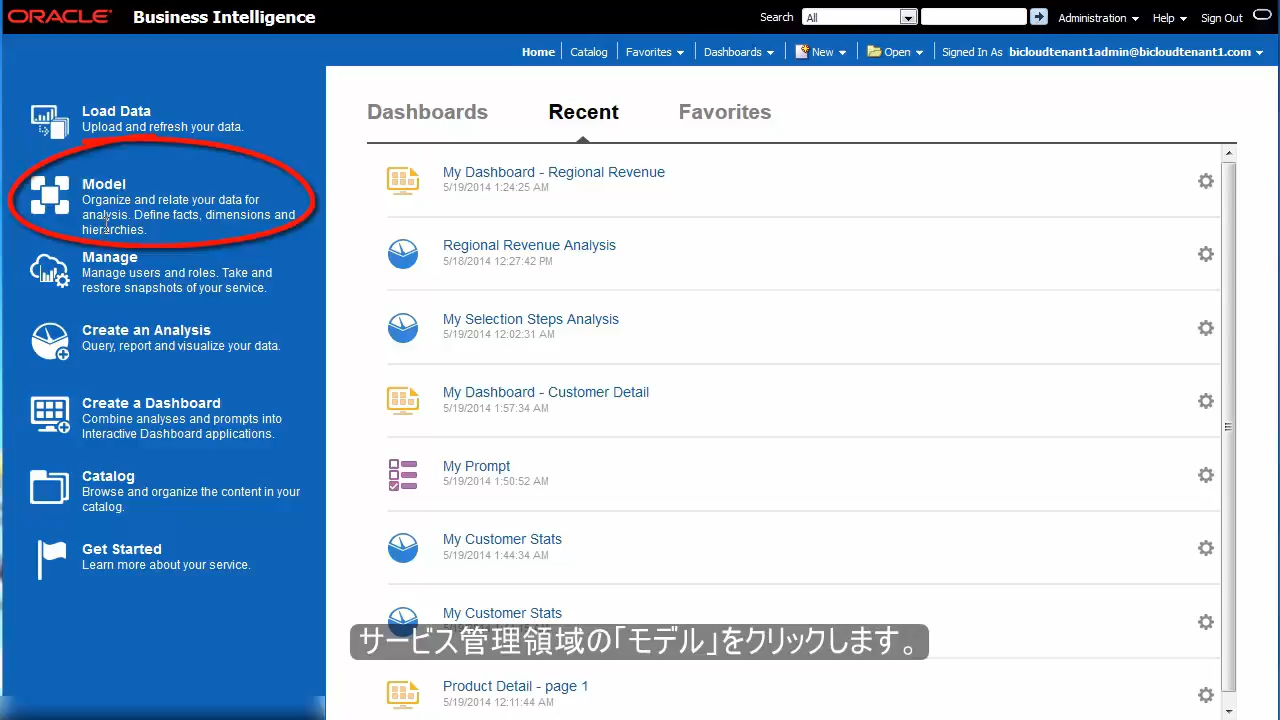 ORACLE Business Intelligence
Search All Administration Help Sign Out
Home Catalog Favorites Dashboards New Open Signed In As bicloudtenant1admin@bicloudtenant1.com
Load Data
Upload and refresh your data.
Model
Organize and relate your data for
analysis. Define facts, dimensions and
hierarchies.
Manage
Manage users and roles. Take and
restore snapshots of your service.
Create an Analysis
Query, report and visualize your data.
Create a Dashboard
Combine analyses and prompts into
Interactive Dashboard applications.
Catalog
Browse and organize the content in your
catalog.
Get Started
Learn more about your service.
Dashboards Recent Favorites
My Dashboard - Regional Revenue
5/19/2014 1:24:25 AM
Regional Revenue Analysis
5/18/2014 12:27:42 PM
My Selection Steps Analysis
5/19/2014 12:02:31 AM
My Dashboard - Customer Detail
5/19/2014 1:57:34 AM
My Prompt
5/19/2014 1:50:52 AM
My Customer Stats
5/19/2014 1:44:34 AM
My Customer Stats
サービス管理領域の「モデル」をクリックします。
Product Detail - page 1
5/19/2014 12:11:44 AM